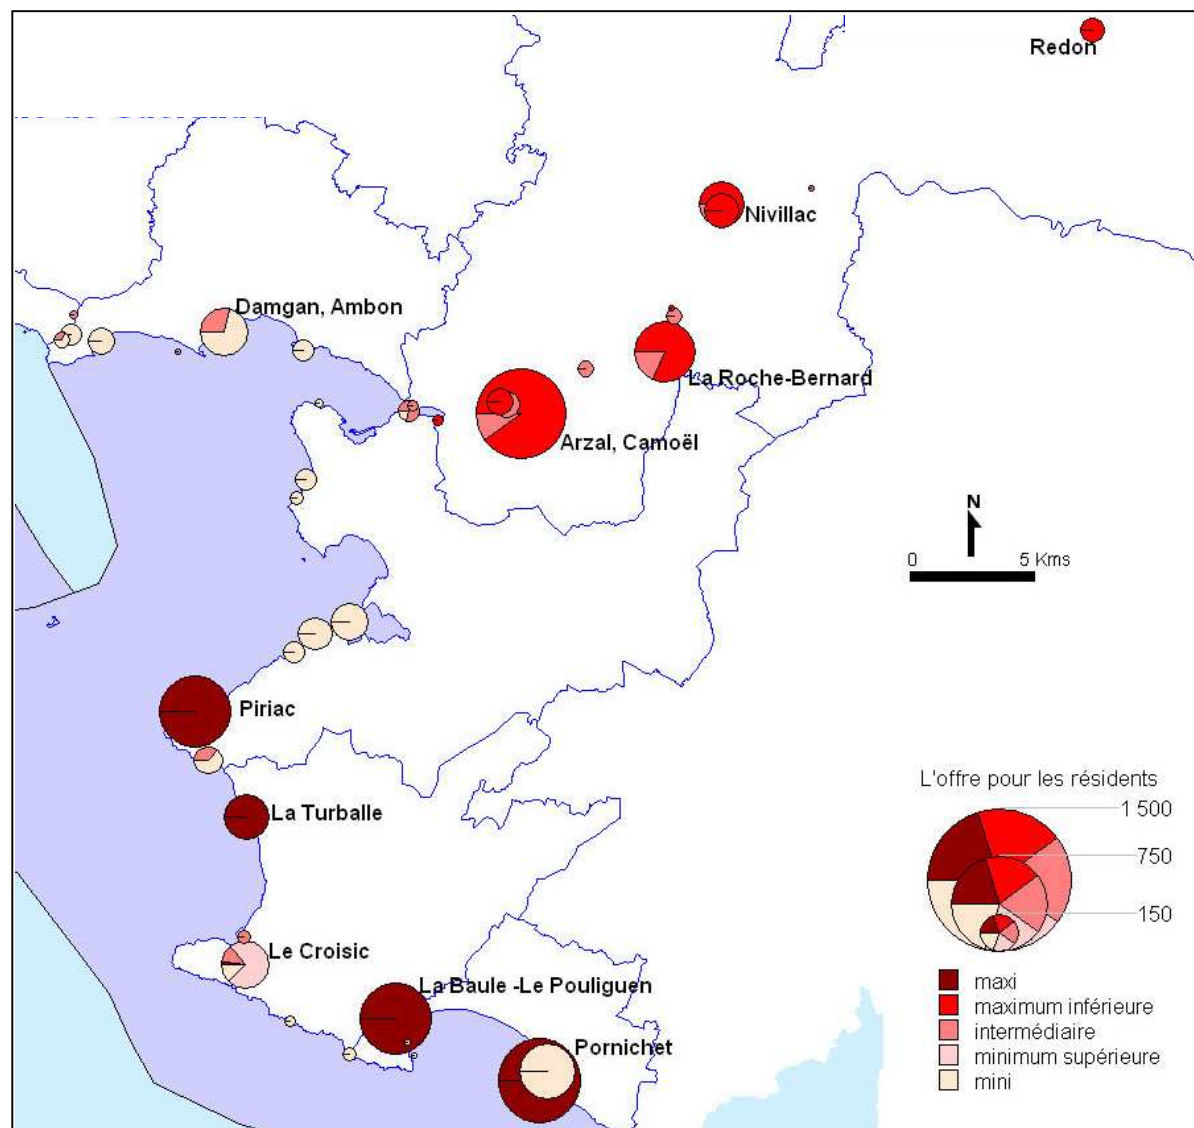 Redon
Nivillac
Damgan, Ambon
La Roche-Bernard
Arzal, Camoël
N
0 5 Kms
Piriac
La Turballe
L'offre pour les résidents
1 500
750
150
Le Croisic
La Baule -Le Pouliguen
Pornichet
maxi
maximum inférieure
intermédiaire
minimum supérieure
mini